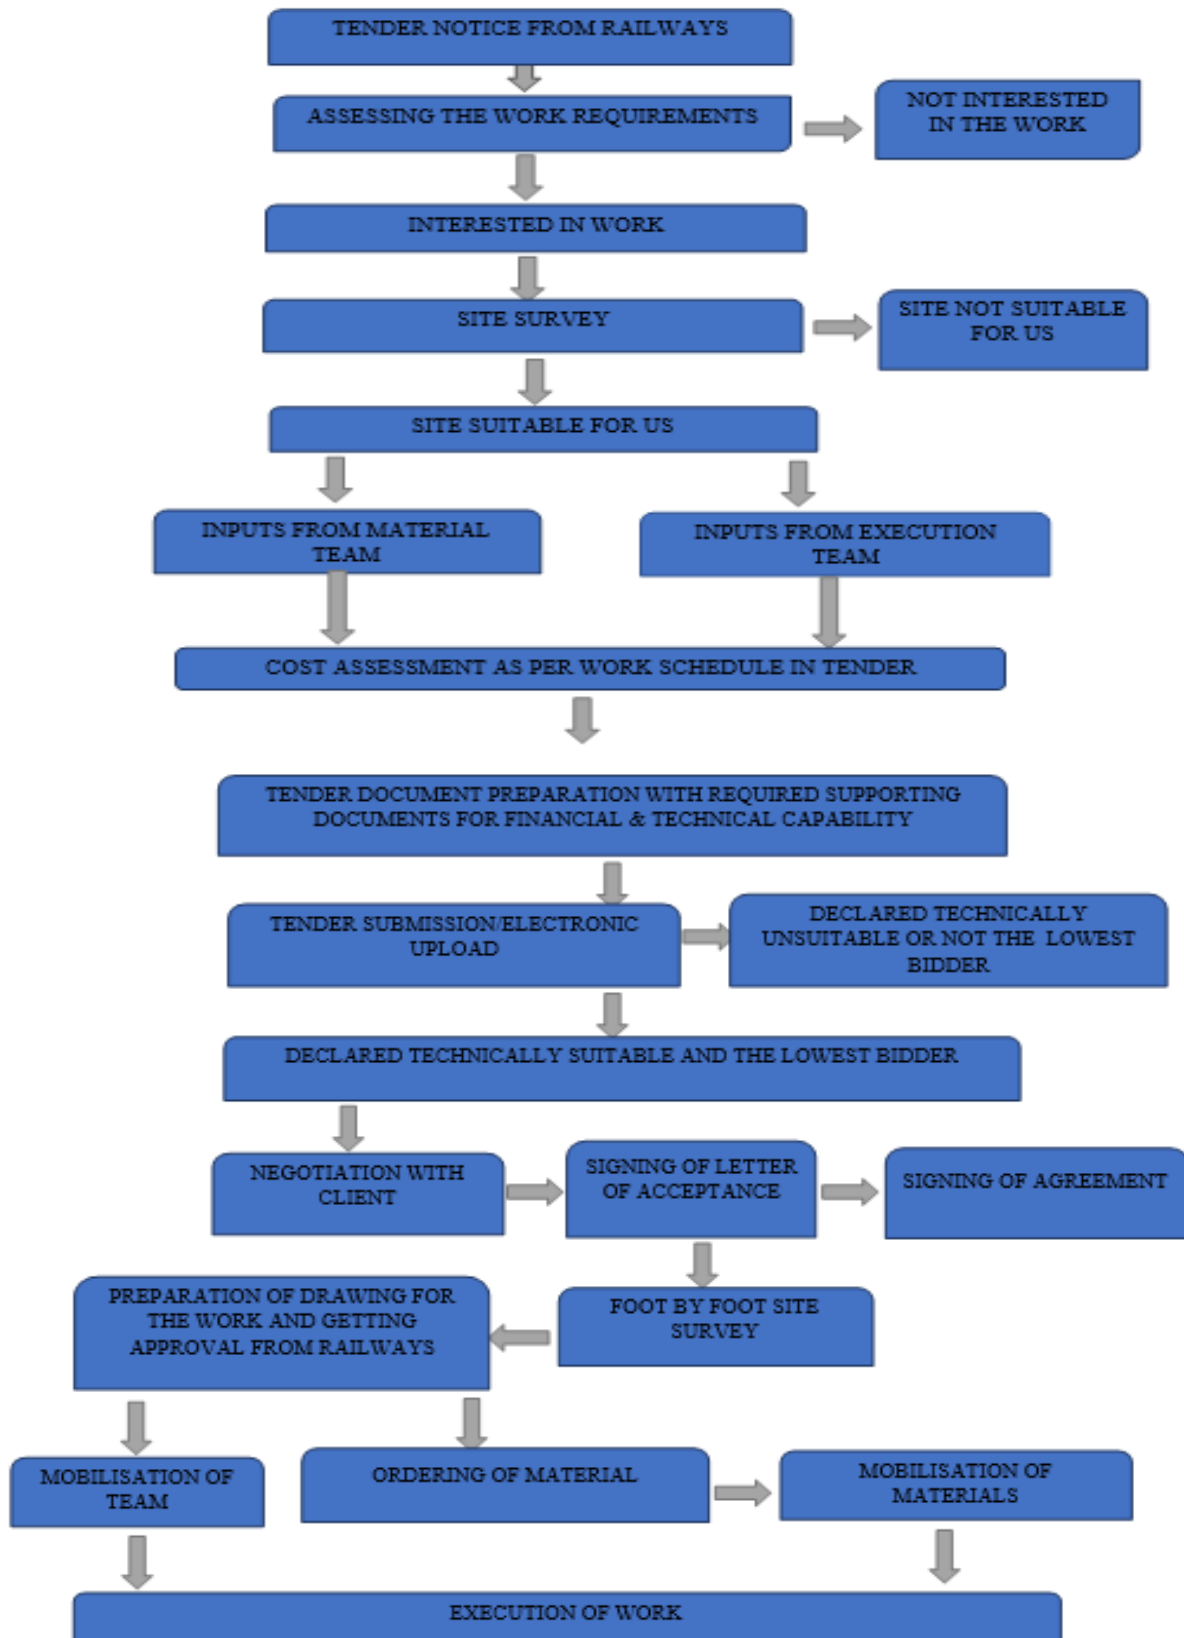 TENDER NOTICE FROM RAILWAYS
ASSESSING THE WORK REQUIREMENTS
NOT INTERESTED
IN THE WORK
INTERESTED IN WORK
SITE SURVEY
SITE NOT SUITABLE
FOR US
SITE SUITABLE FOR US
INPUTS FROM MATERIAL
TEAM
INPUTS FROM EXECUTION
TEAM
COST ASSESSMENT AS PER WORK SCHEDULE IN TENDER
TENDER DOCUMENT PREPARATION WITH REQUIRED SUPPORTING
DOCUMENTS FOR FINANCIAL & TECHNICAL CAPABILITY
TENDER SUBMISSION/ELECTRONIC
UPLOAD
DECLARED TECHNICALLY
UNSUITABLE OR NOT THE LOWEST
BIDDER
DECLARED TECHNICALLY SUITABLE AND THE LOWEST BIDDER
NEGOTIATION WITH
CLIENT
SIGNING OF LETTER
OF ACCEPTANCE
SIGNING OF AGREEMENT
PREPARATION OF DRAWING FOR
THE WORK AND GETTING
APPROVAL FROM RAILWAYS
FOOT BY FOOT SITE
SURVEY
MOBILISATION OF
TEAM
ORDERING OF MATERIAL
MOBILISATION OF
MATERIALS
EXECUTION OF WORK